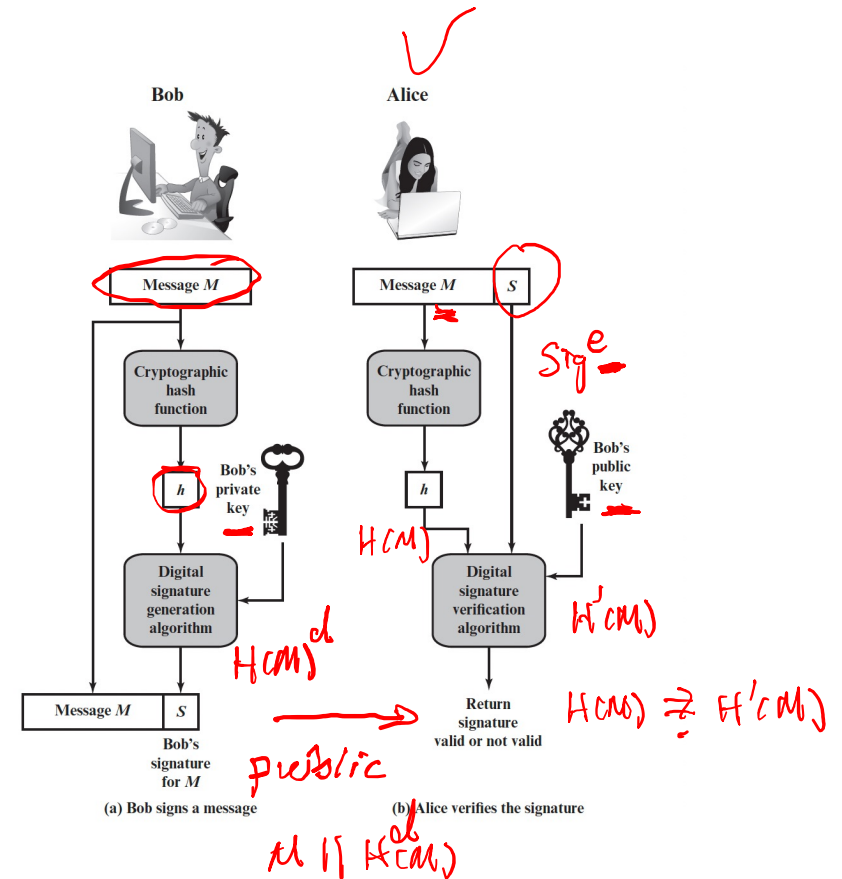 Bob
Message M
Cryptographic
hash
function
h
Bob's
private
key
Digital
signature
generation
algorithm
H(M)^d
Message M S
Bob's
signature
for M
(a) Bob signs a message
public
M || H(M)^d
Alice
Message M S
Cryptographic
hash
function
Sig^e
h
Bob's
public
key
H(M)
Digital
signature
verification
algorithm
H'(M)
Return
signature
valid or not valid
H(M) =? H'(M)
(b) Alice verifies the signature